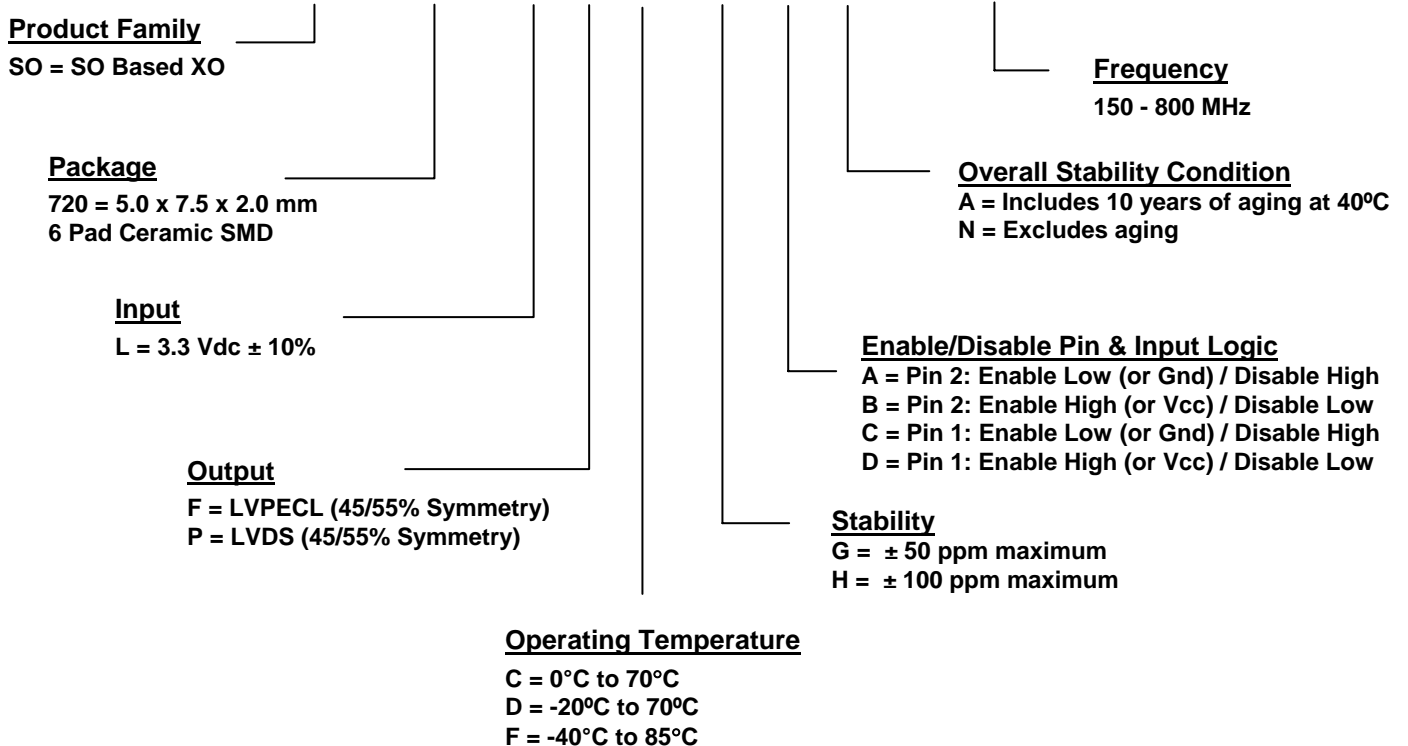 Product Family
SO = SO Based XO
Frequency
150 - 800 MHz
Package
720 = 5.0 x 7.5 x 2.0 mm
6 Pad Ceramic SMD
Overall Stability Condition
A = Includes 10 years of aging at 40ºC
N = Excludes aging
Input
L = 3.3 Vdc ± 10%
Enable/Disable Pin & Input Logic
A = Pin 2: Enable Low (or Gnd) / Disable High
B = Pin 2: Enable High (or Vcc) / Disable Low
C = Pin 1: Enable Low (or Gnd) / Disable High
D = Pin 1: Enable High (or Vcc) / Disable Low
Output
F = LVPECL (45/55% Symmetry)
P = LVDS (45/55% Symmetry)
Stability
G = ± 50 ppm maximum
H = ± 100 ppm maximum
Operating Temperature
C = 0°C to 70°C
D = -20ºC to 70ºC
F = -40°C to 85°C